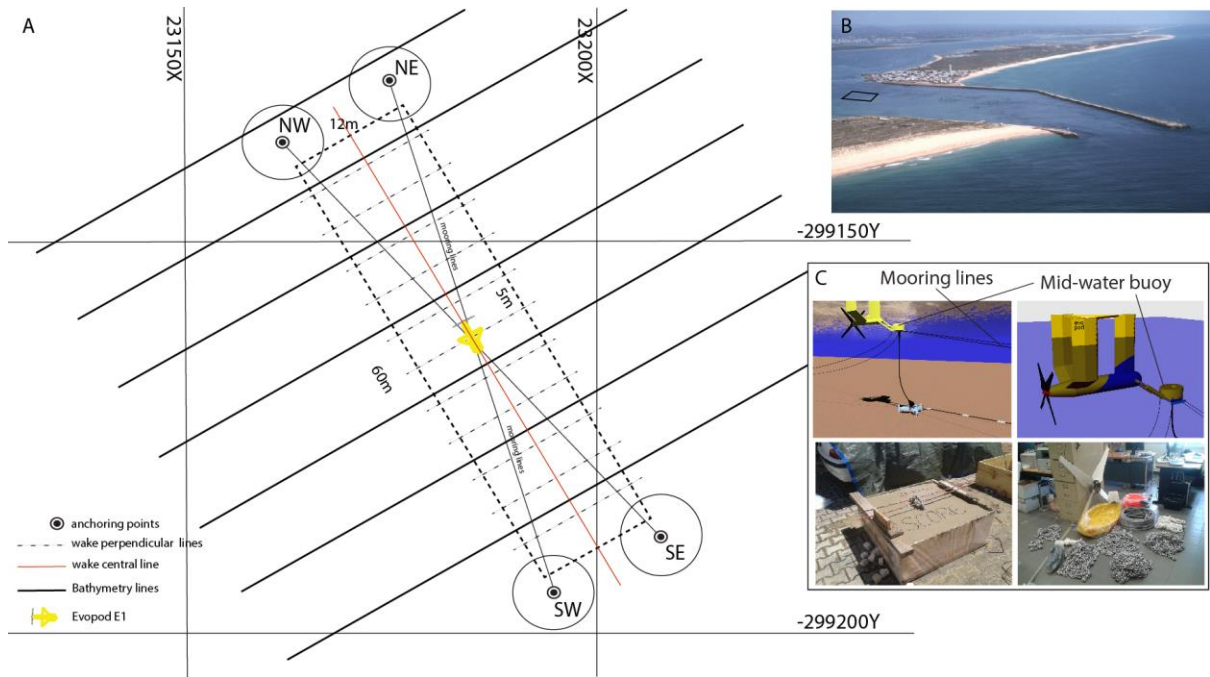 A
23150X
23200X
B
NE
NW
12m
mooring lines
-299150Y
C
Mooring lines
Mid-water buoy
5m
60m
mooring lines
anchoring points
wake perpendicular lines
wake central line
Bathymetry lines
Evopod E1
SE
SW
-299200Y